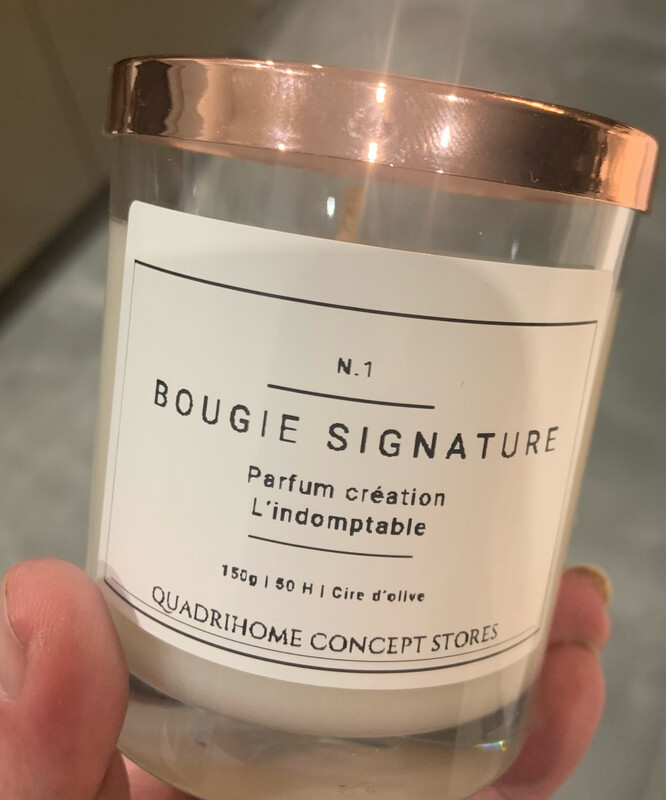 N.1
BOUGIE SIGNATURE
Parfum création
L'indomptable
150g | 50 H | Cire d'olive
QUADRIHOME CONCEPT STORES